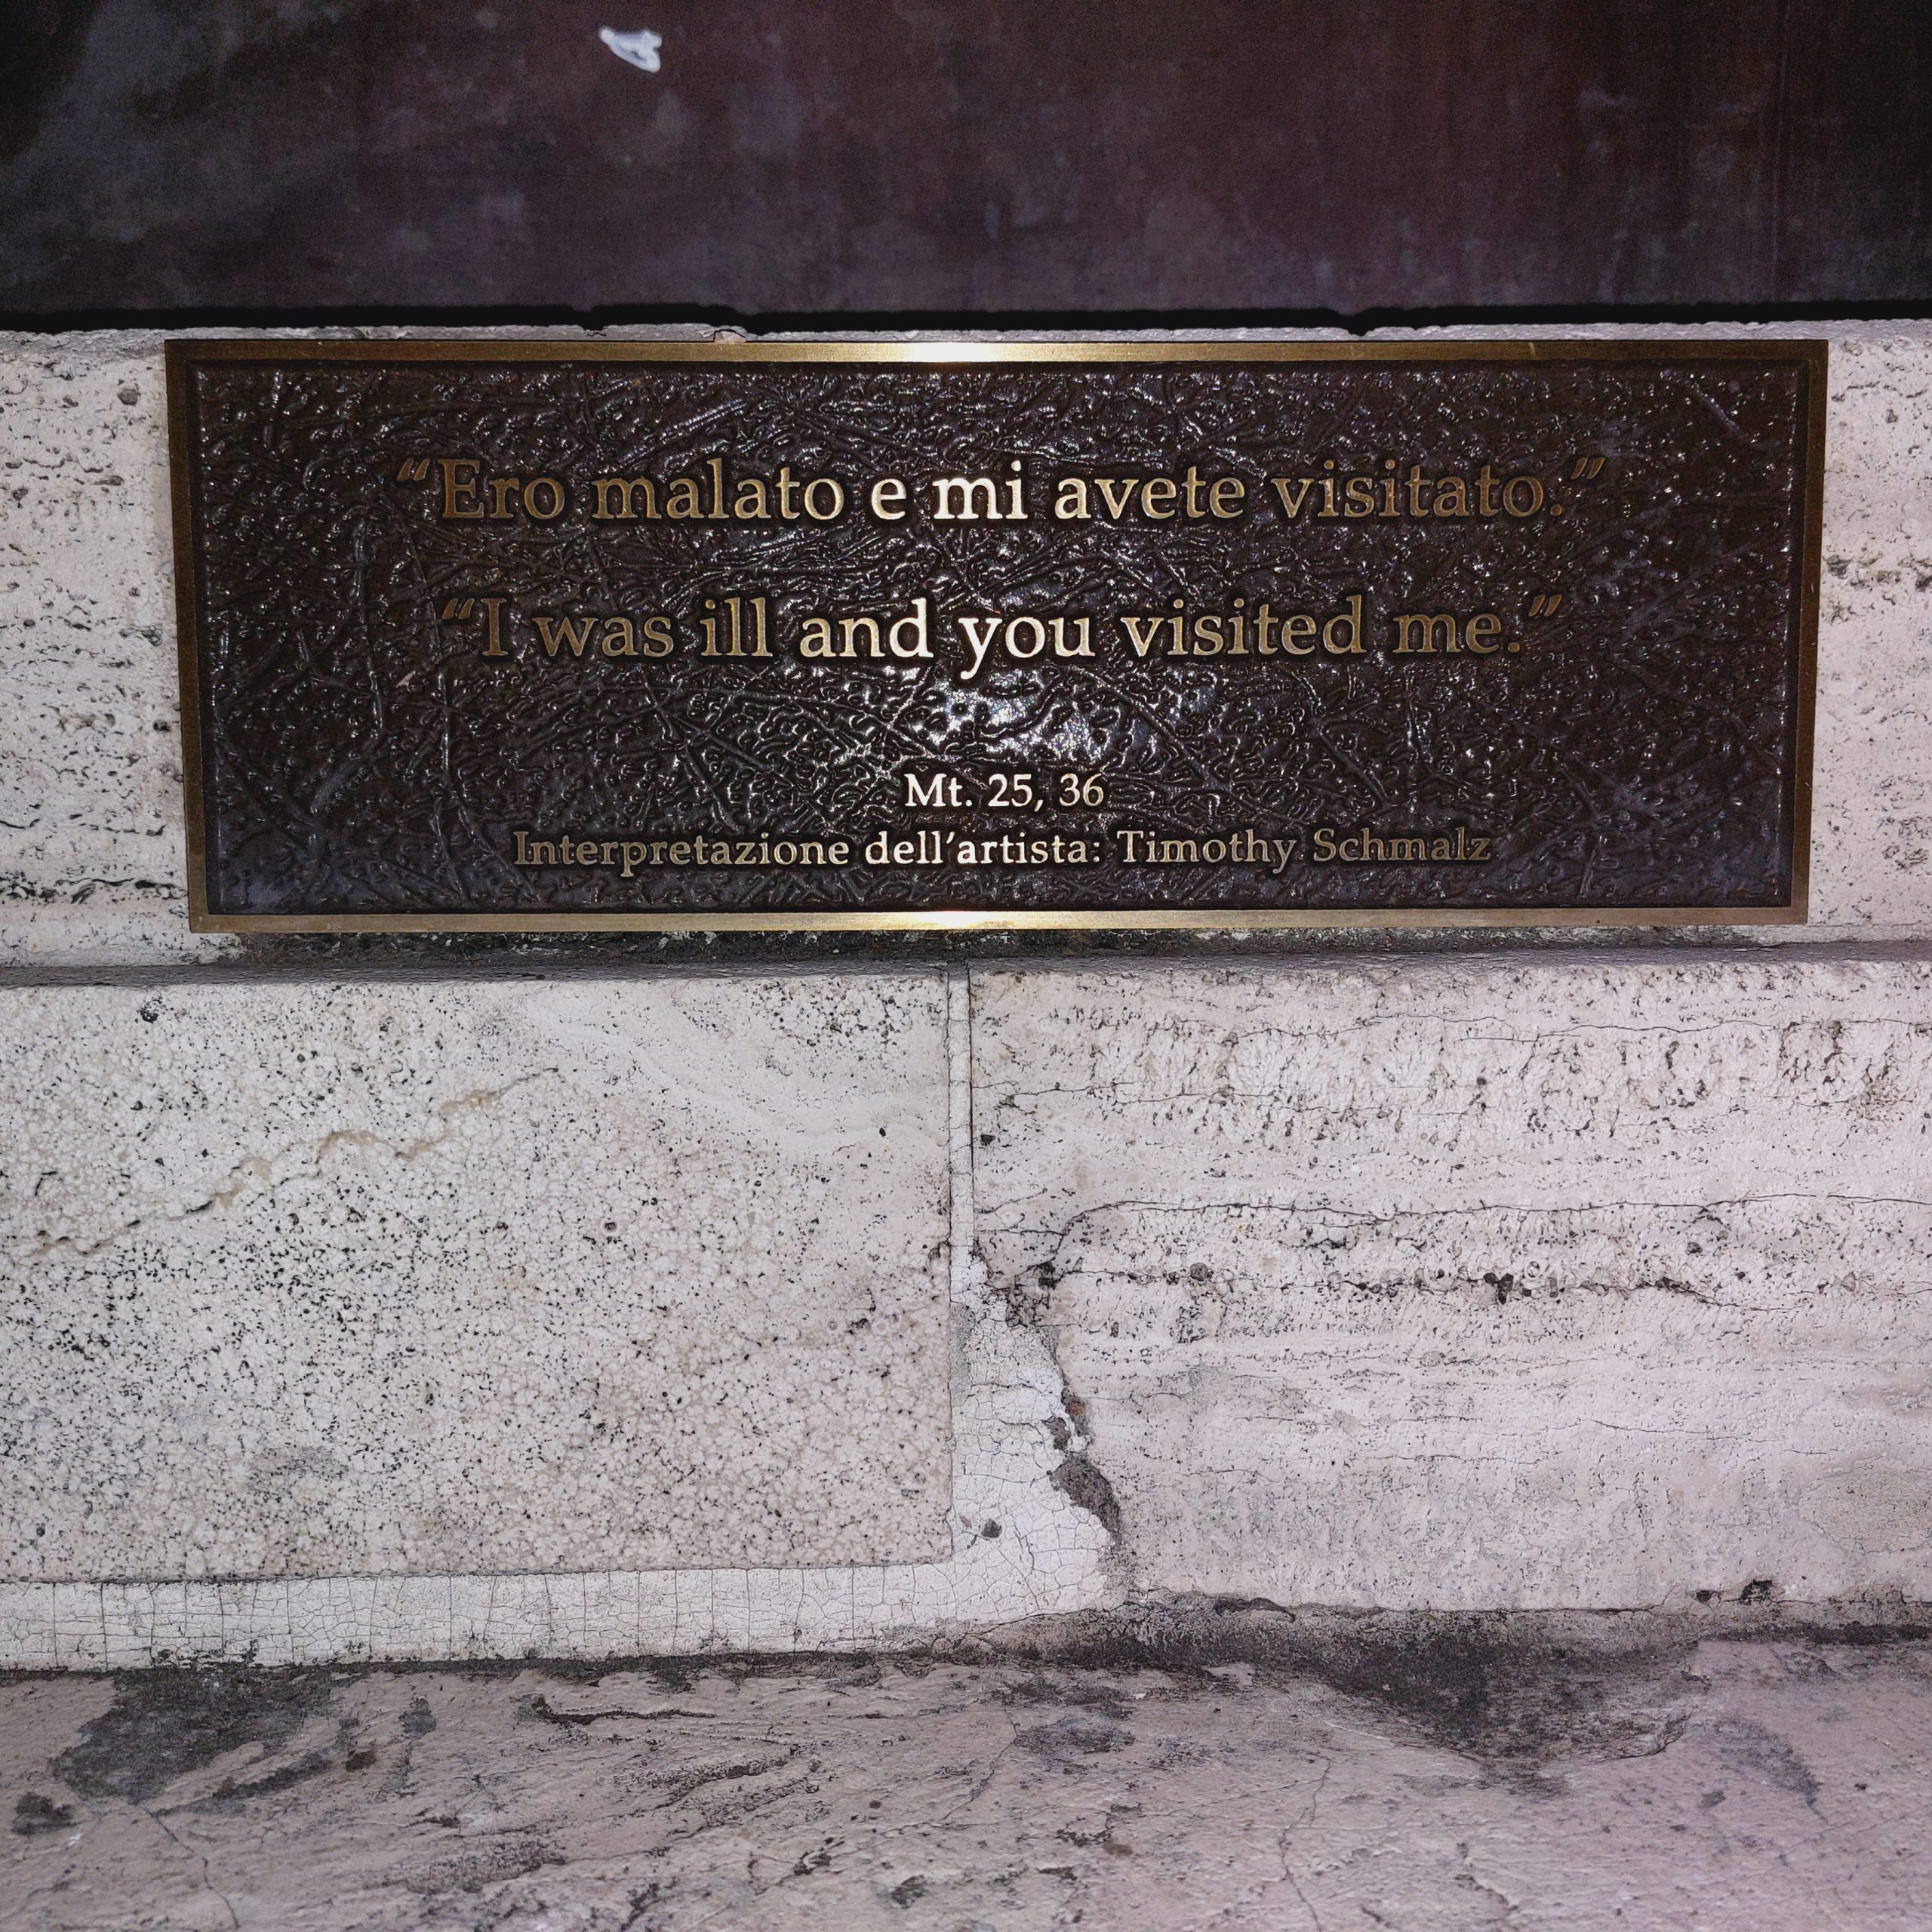 “Ero malato e mi avete visitato.”
“I was ill and you visited me.”
Mt. 25, 36
Interpretazione dell’artista: Timothy Schmalz